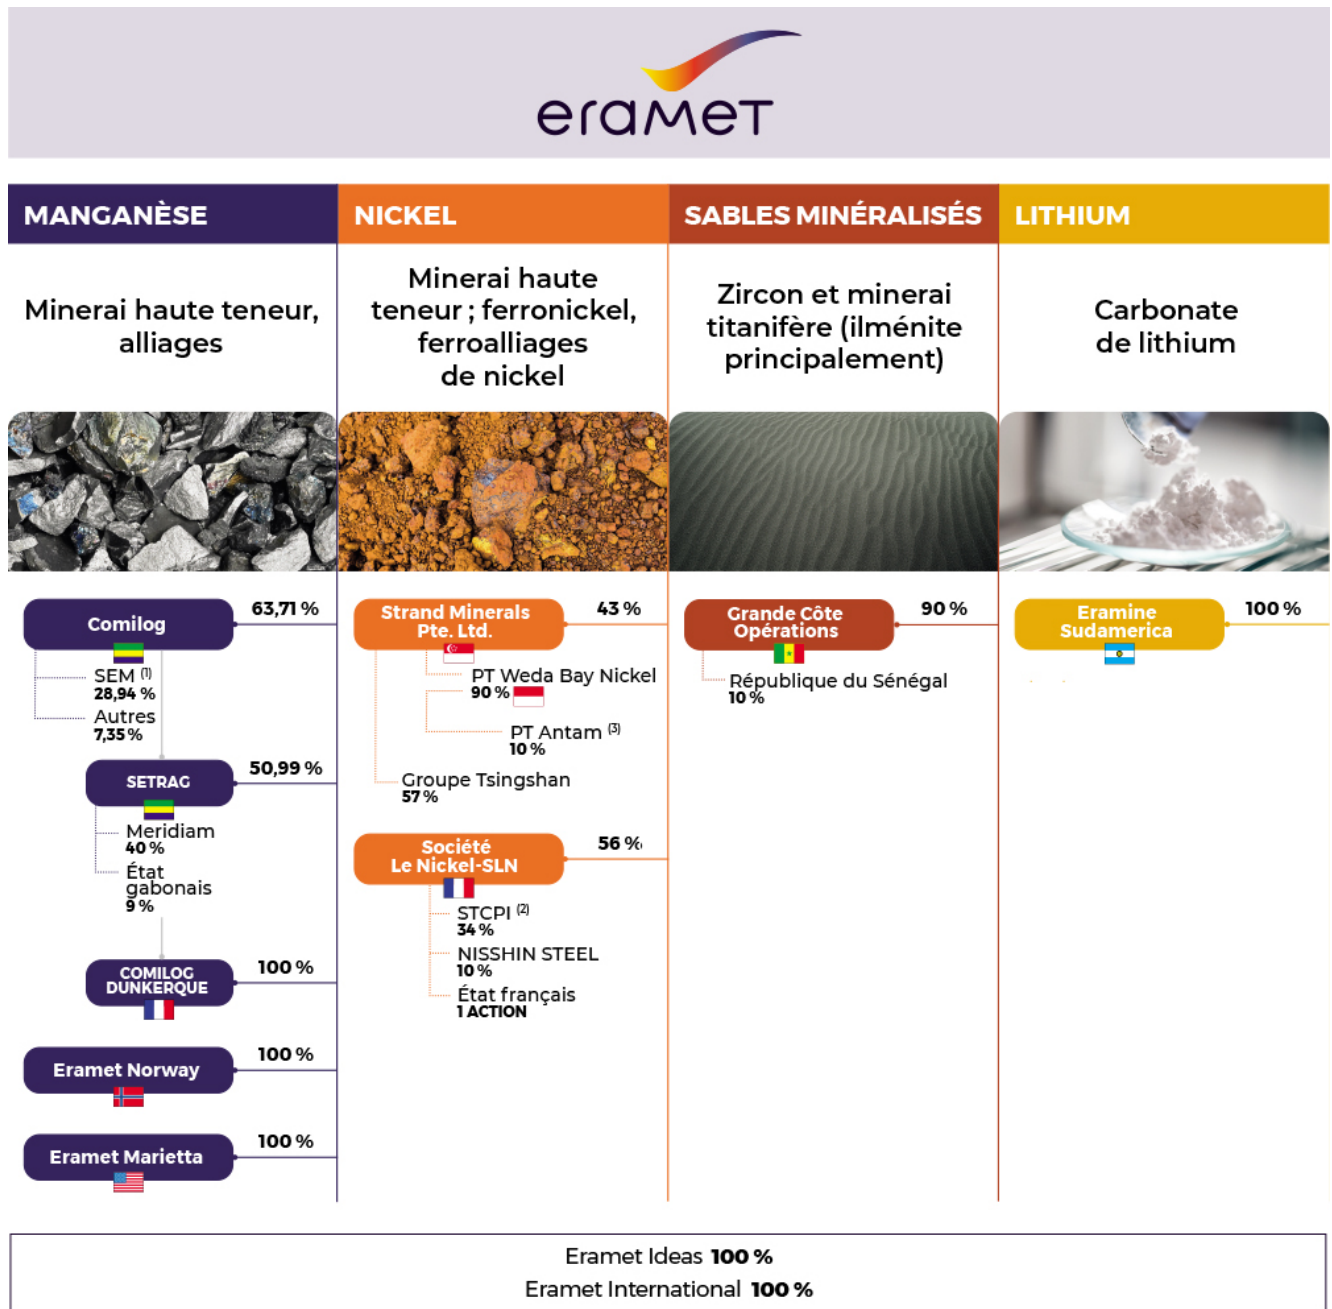 eramet
MANGANÈSE
Minerai haute teneur,
alliages
Comilog
63,71 %
SEM (1)
28,94 %
Autres
7,35 %
SETRAG
50,99 %
Meridiam
40 %
État
gabonais
9 %
COMILOG
DUNKERQUE
100 %
Eramet Norway
100 %
Eramet Marietta
100 %
NICKEL
Minerai haute
teneur ; ferronickel,
ferroalliages
de nickel
Strand Minerals
Pte. Ltd.
43 %
PT Weda Bay Nickel
90 %
PT Antam (3)
10 %
Groupe Tsingshan
57 %
Société
Le Nickel-SLN
56 %
STCPI (2)
34 %
NISSHIN STEEL
10 %
État français
1 ACTION
SABLES MINÉRALISÉS
Zircon et minerai
titanifère (ilménite
principalement)
Grande Côte
Opérations
90 %
République du Sénégal
10 %
LITHIUM
Carbonate
de lithium
Eramine
Sudamerica
100 %
Eramet Ideas 100 %
Eramet International 100 %